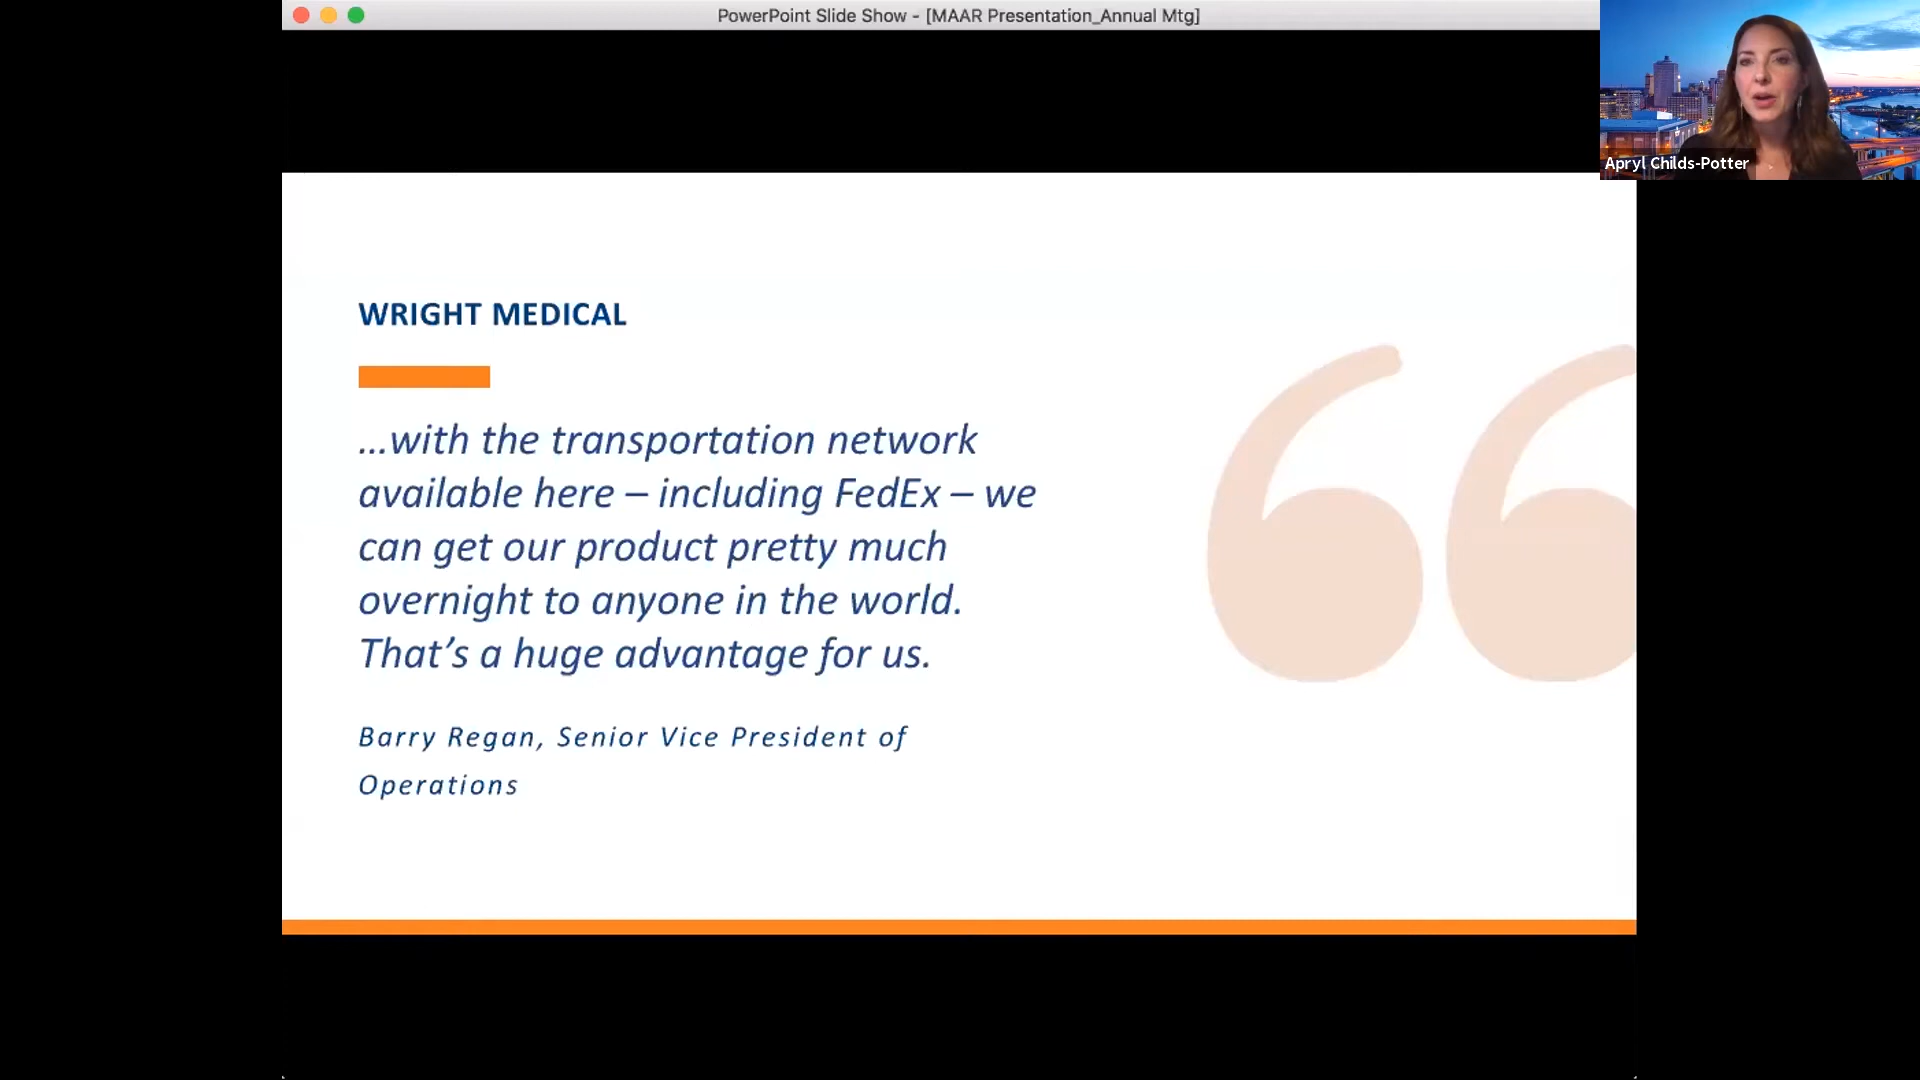 PowerPoint Slide Show - [MAAR Presentation_Annual Mtg]
Apryl Childs-Potter
WRIGHT MEDICAL
...with the transportation network
available here – including FedEx – we
can get our product pretty much
overnight to anyone in the world.
That's a huge advantage for us.
Barry Regan, Senior Vice President of
Operations